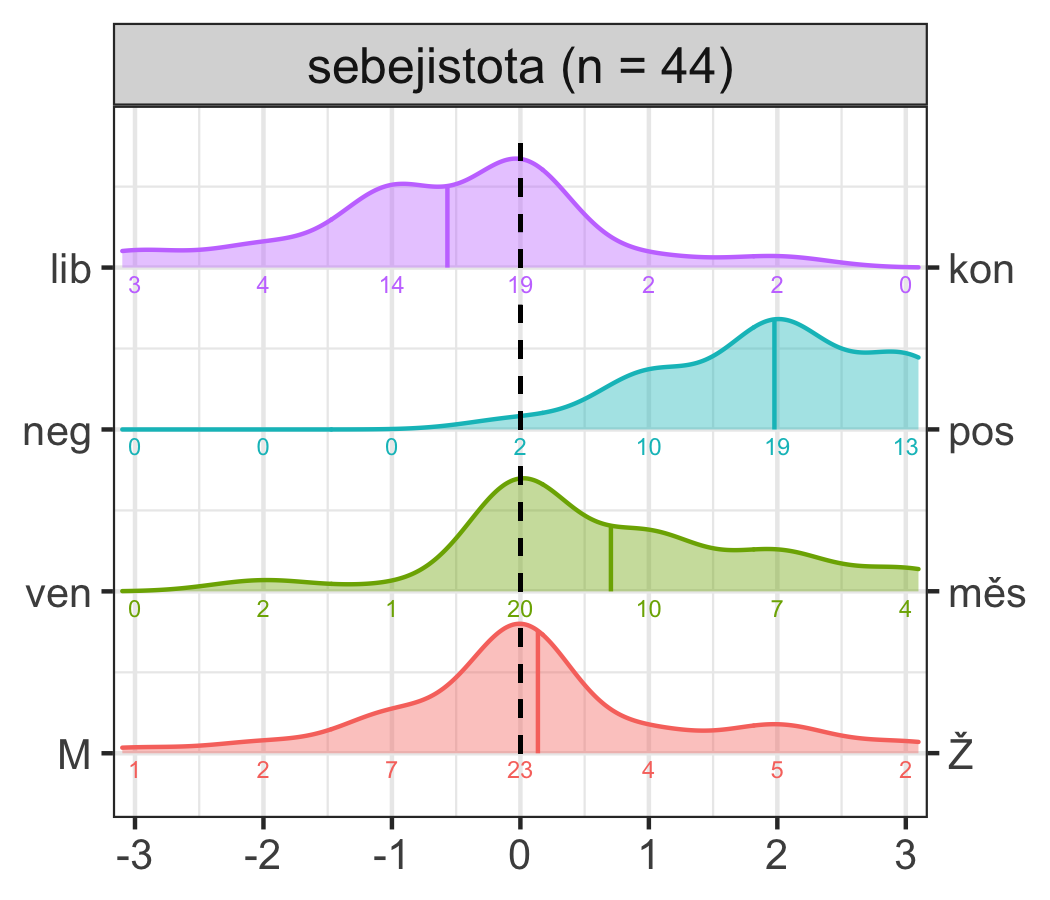 sebejistota (n = 44)
lib kon
3 4 14 19 2 2 0
neg pos
0 0 0 2 10 19 13
ven měs
0 2 1 20 10 7 4
M Ž
1 2 7 23 4 5 2
-3 -2 -1 0 1 2 3